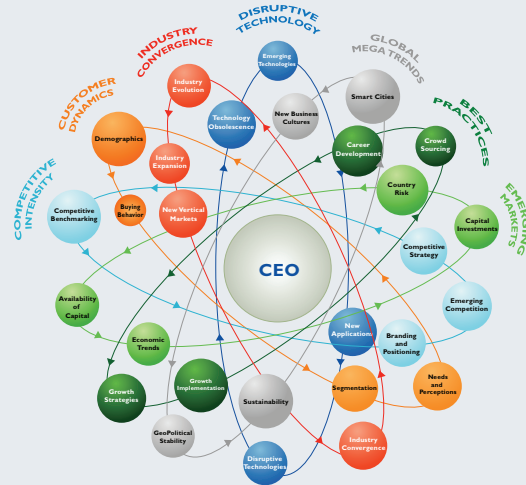 DISRUPTIVE
TECHNOLOGY
INDUSTRY
CONVERGENCE
GLOBAL
MEGA TRENDS
CUSTOMER
DYNAMICS
BEST
PRACTICES
COMPETITIVE
INTENSITY
EMERGING
MARKETS
Emerging
Technologies
Industry
Evolution
Smart Cities
Technology
Obsolescence
New Business
Cultures
Demographics
Career
Development
Crowd
Sourcing
Industry
Expansion
Country
Risk
Competitive
Benchmarking
Buying
Behavior
New Vertical
Markets
Capital
Investments
Competitive
Strategy
CEO
Availability
of
Capital
Emerging
Competition
Economic
Trends
New
Applications
Branding
and
Positioning
Growth
Strategies
Growth
Implementation
Sustainability
Segmentation
Needs
and
Perceptions
GeoPolitical
Stability
Industry
Convergence
Disruptive
Technologies